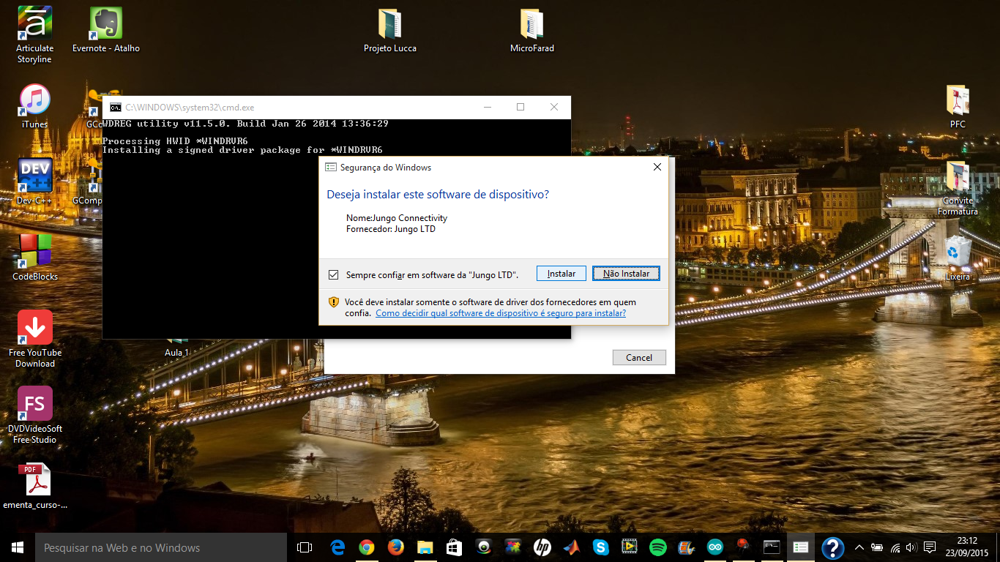 Articulate
Storyline
Evernote - Atalho
Projeto Lucca
MicroFarad
iTunes
GCo
PFC
DEV
C++
Dev-C++
GComp
Convite
Formatura
CodeBlocks
Lixeira
Free YouTube
Download
Aula 1
FS
DVDVideoSoft
Free Studio
PDF
ementa_curso-...
C:\WINDOWS\system32\cmd.exe
WDREG utility v11.5.0. Build Jan 26 2014 13:36:29
Processing HWID *WINDRVR6
Installing a signed driver package for *WINDRVR6
Segurança do Windows
Deseja instalar este software de dispositivo?
Nome:Jungo Connectivity
Fornecedor: Jungo LTD
Sempre confiar em software da "Jungo LTD".
Instalar
Não Instalar
Você deve instalar somente o software de driver dos fornecedores em quem
confia. Como decidir qual software de dispositivo é seguro para instalar?
Cancel
Pesquisar na Web e no Windows
hp
23:12
23/09/2015